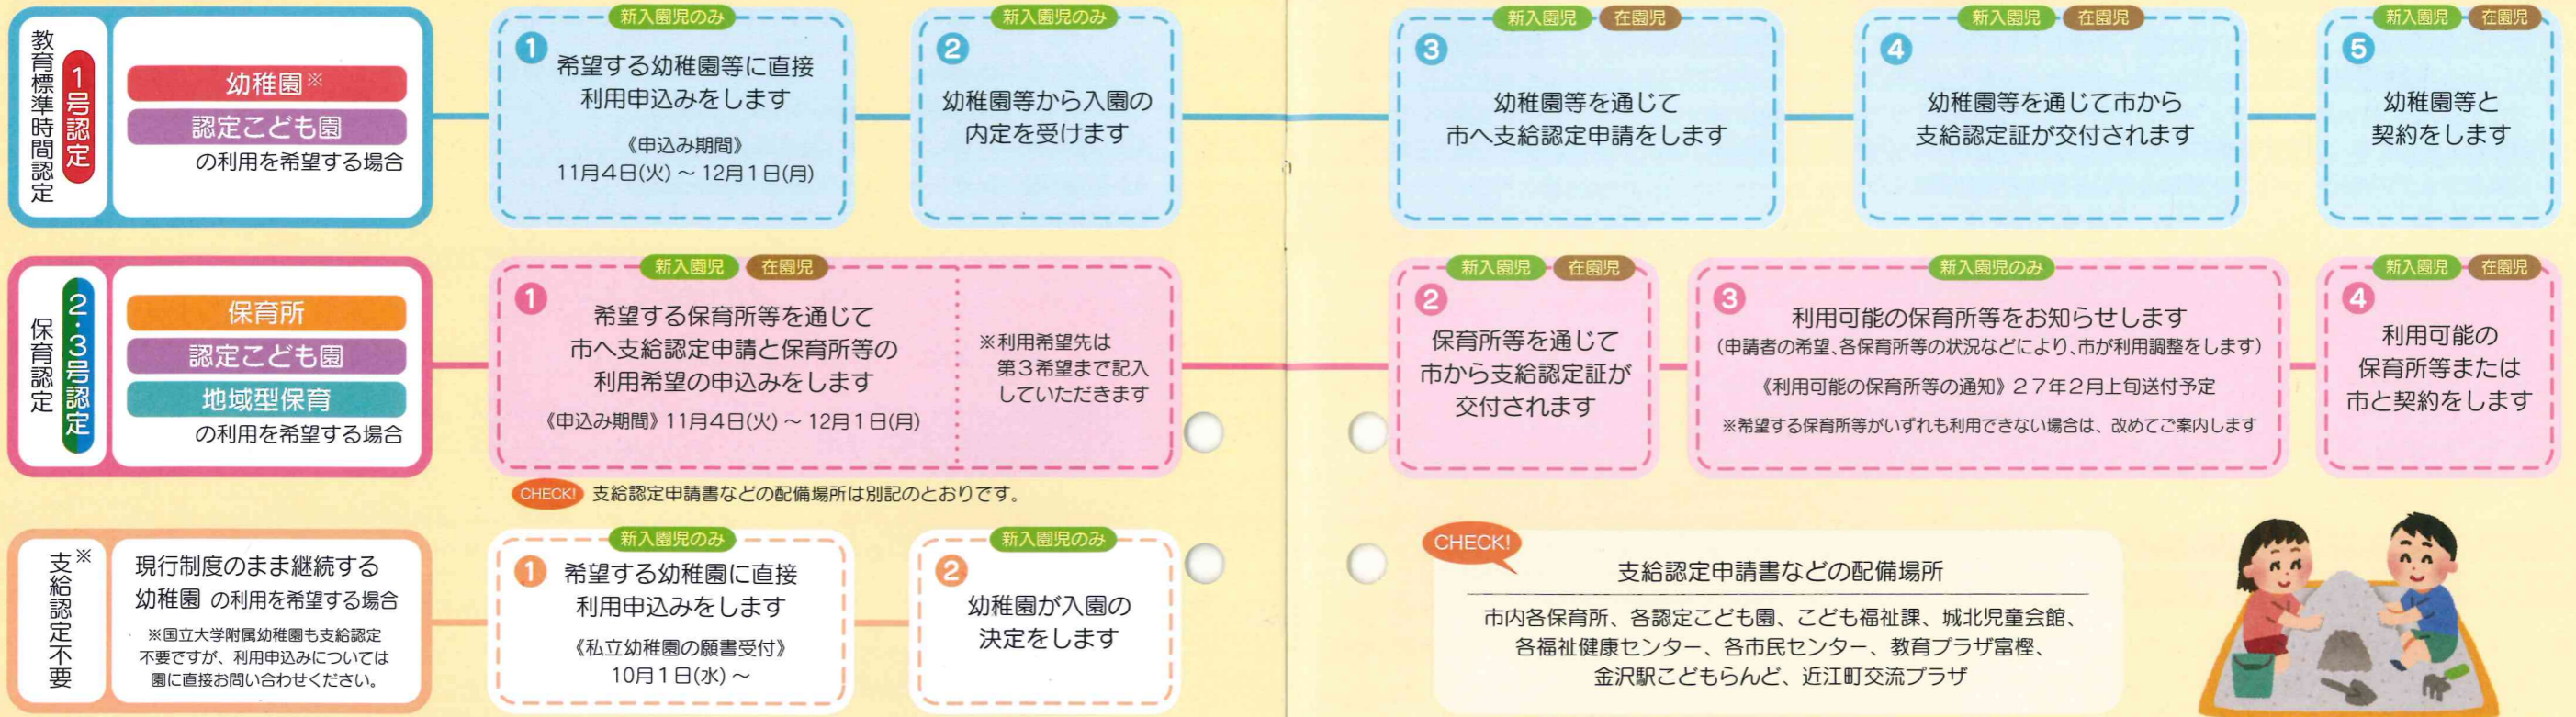 教育標準時間認定
1号認定
幼稚園※
認定こども園
の利用を希望する場合
新入園児のみ
1
希望する幼稚園等に直接
利用申込みをします
《申込み期間》
11月4日(火)～12月1日(月)
新入園児のみ
2
幼稚園等から入園の
内定を受けます
新入園児 在園児
3
幼稚園等を通じて
市へ支給認定申請をします
新入園児 在園児
4
幼稚園等を通じて市から
支給認定証が交付されます
新入園児 在園児
5
幼稚園等と
契約をします
保育認定
2・3号認定
保育所
認定こども園
地域型保育
の利用を希望する場合
新入園児 在園児
1
希望する保育所等を通じて
市へ支給認定申請と保育所等の
利用希望の申込みをします
《申込み期間》11月4日(火)～12月1日(月)
※利用希望先は
第3希望まで記入
していただきます
新入園児 在園児
2
保育所等を通じて
市から支給認定証が
交付されます
新入園児のみ
3
利用可能の保育所等をお知らせします
(申請者の希望、各保育所等の状況などにより、市が利用調整をします)
《利用可能の保育所等の通知》27年2月上旬送付予定
※希望する保育所等がいずれも利用できない場合は、改めてご案内します
新入園児 在園児
4
利用可能の
保育所等または
市と契約をします
CHECK! 支給認定申請書などの配備場所は別記のとおりです。
※支給認定不要
現行制度のまま継続する
幼稚園 の利用を希望する場合
※国立大学附属幼稚園も支給認定
不要ですが、利用申込みについては
園に直接お問い合わせください。
新入園児のみ
1
希望する幼稚園に直接
利用申込みをします
《私立幼稚園の願書受付》
10月1日(水)～
新入園児のみ
2
幼稚園が入園の
決定をします
CHECK!
支給認定申請書などの配備場所
市内各保育所、各認定こども園、こども福祉課、城北児童会館、
各福祉健康センター、各市民センター、教育プラザ富樫、
金沢駅こどもらんど、近江町交流プラザ